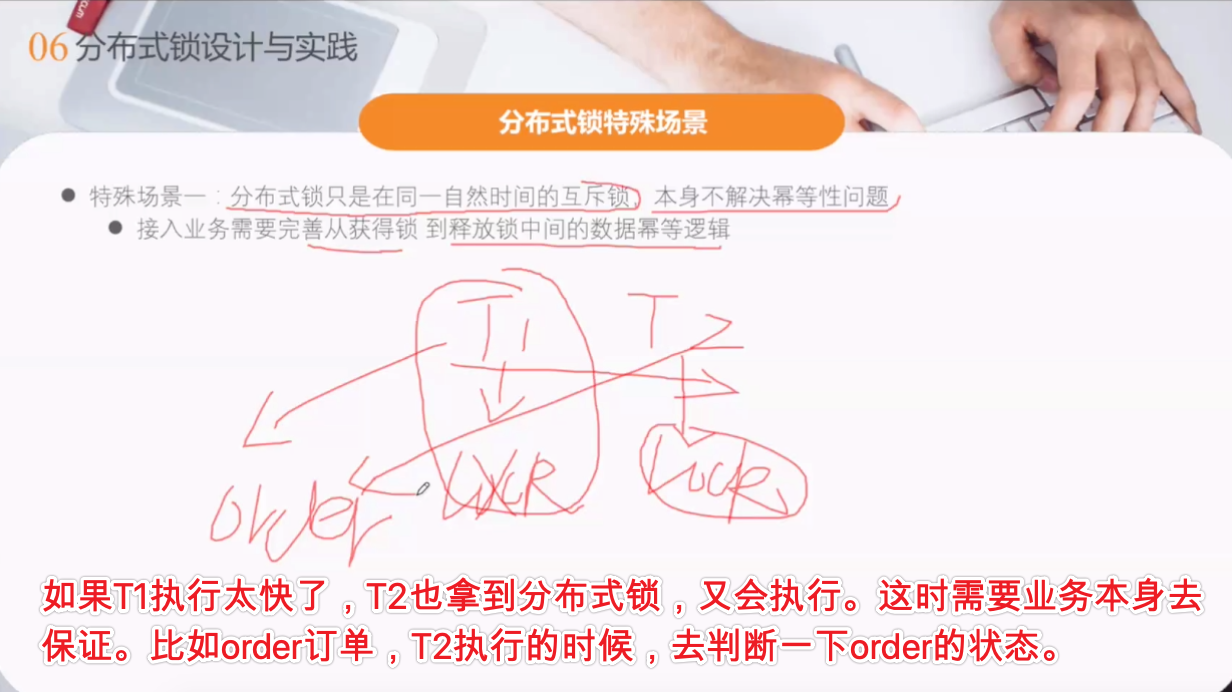 06 分布式锁设计与实践
分布式锁特殊场景
● 特殊场景一：分布式锁只是在同一自然时间的互斥锁，本身不解决幂等性问题
● 接入业务需要完善从获得锁 到释放锁中间的数据幂等逻辑
T1 T2
order lock lock
如果T1执行太快了，T2也拿到分布式锁，又会执行。这时需要业务本身去
保证。比如order订单，T2执行的时候，去判断一下order的状态。